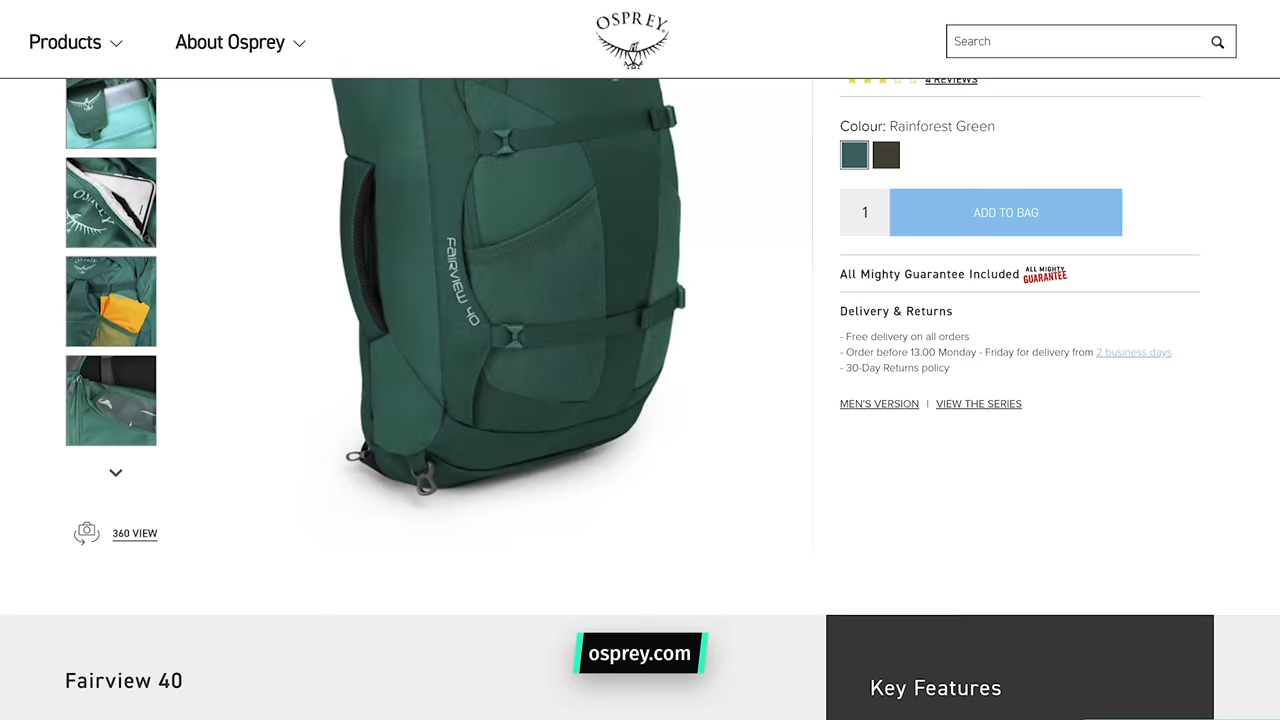 Products
About Osprey
OSPREY
Search
4 REVIEWS
Colour: Rainforest Green
1
ADD TO BAG
All Mighty Guarantee Included
ALL MIGHTY
GUARANTEE
Delivery & Returns
- Free delivery on all orders
- Order before 13.00 Monday - Friday for delivery from 2 business days
- 30-Day Returns policy
MEN'S VERSION | VIEW THE SERIES
OSPREY
FAIRVIEW 40
360 VIEW
osprey.com
Fairview 40
Key Features